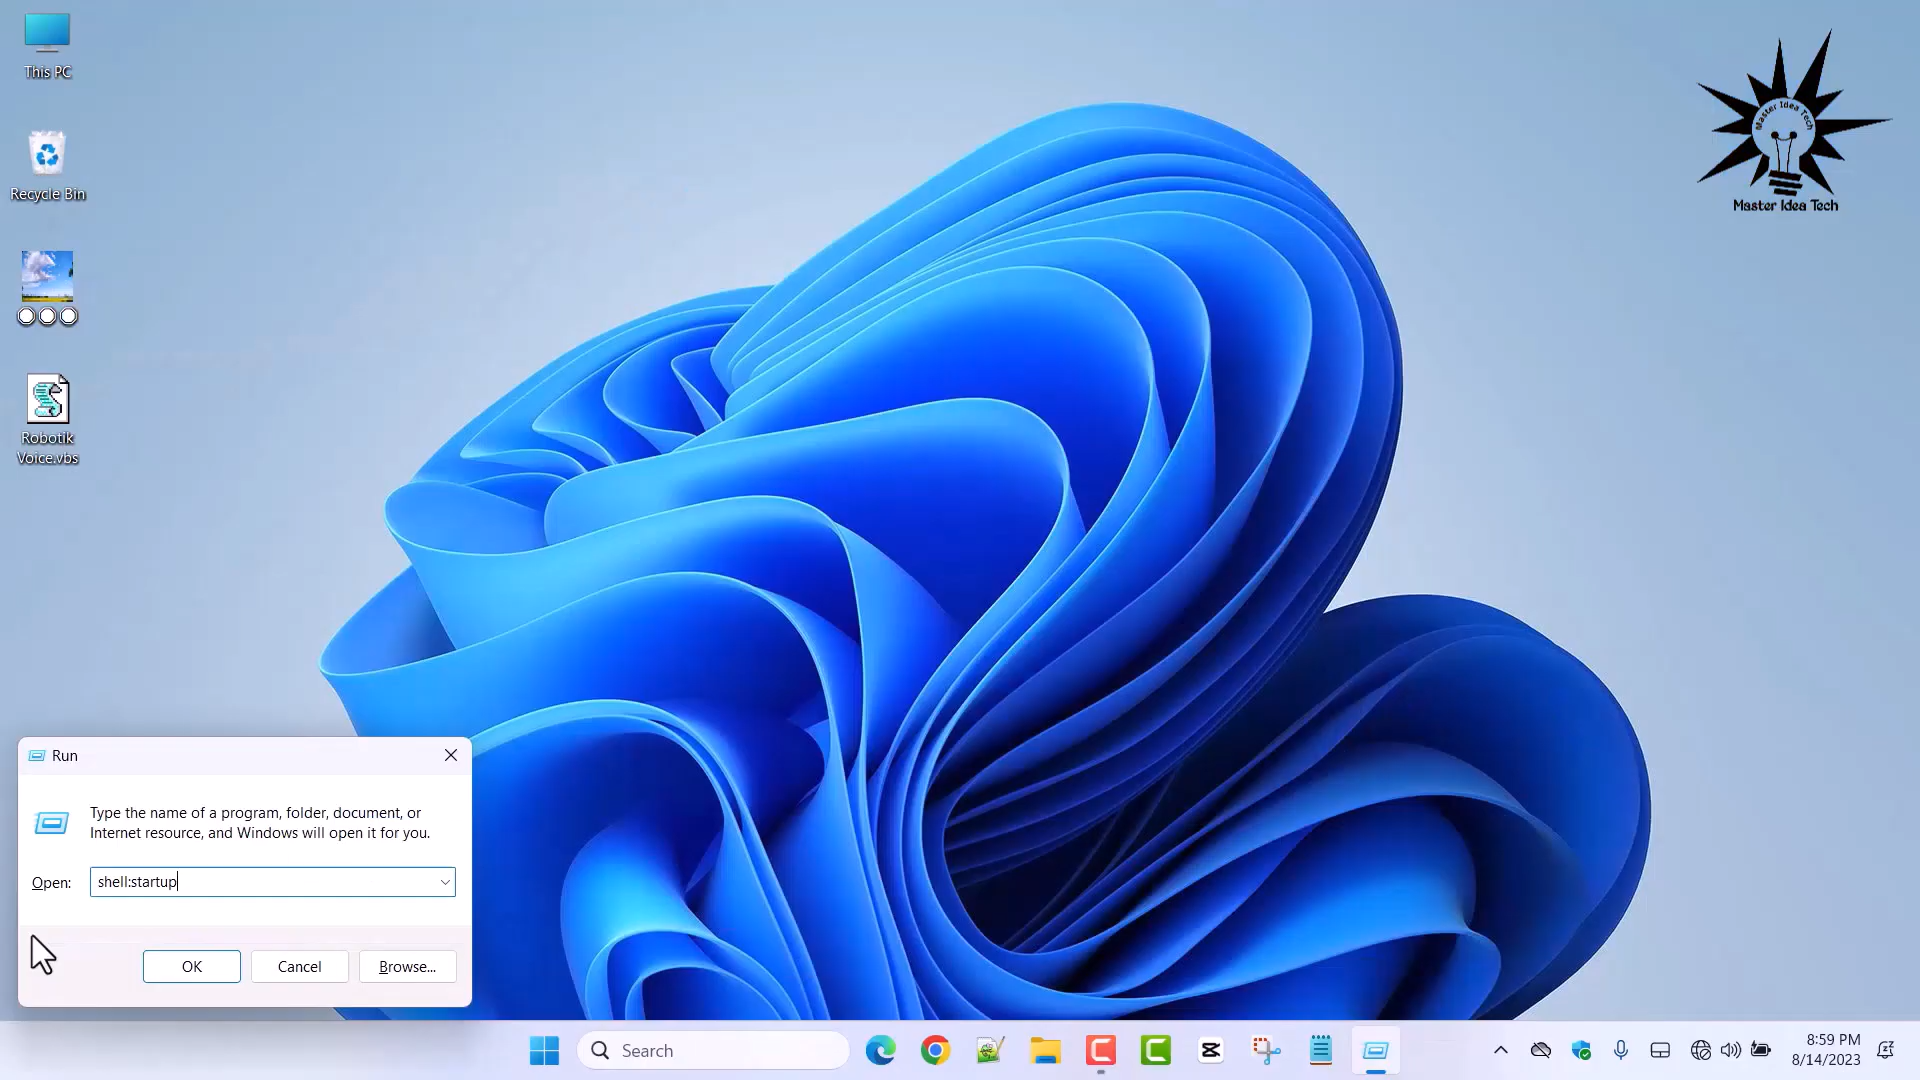 This PC
Recycle Bin
Robotik
Voice.vbs
Master Idea Tech
Master Idea Tech
Run
Type the name of a program, folder, document, or
Internet resource, and Windows will open it for you.
Open:
shell:startup
OK
Cancel
Browse...
Search
8:59 PM
8/14/2023